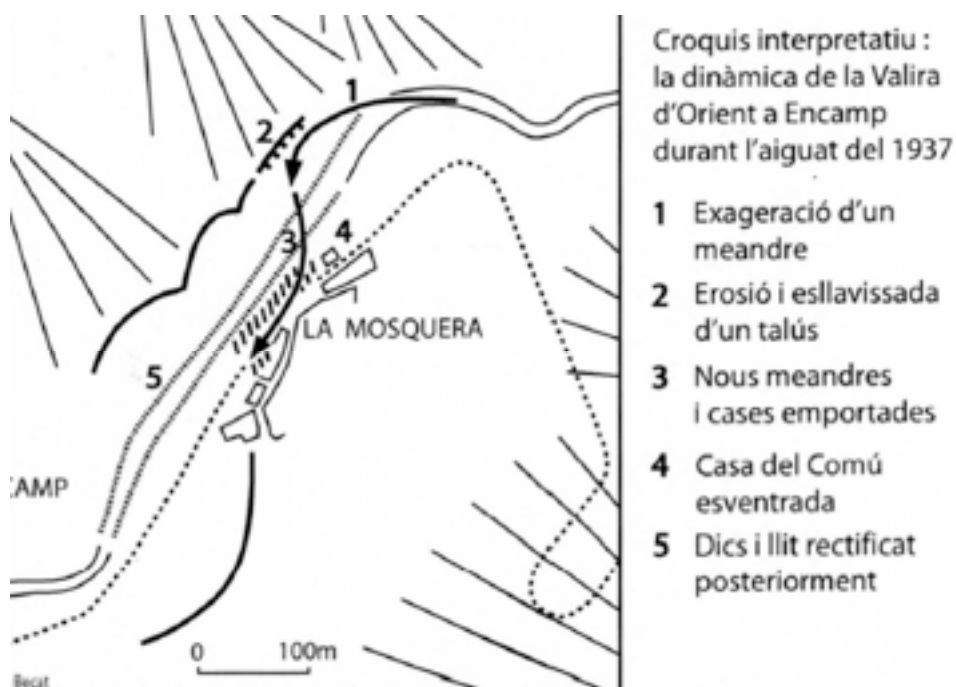 Croquis interpretatiu :
la dinàmica de la Valira
d'Orient a Encamp
durant l'aiguat del 1937
1 Exageració d'un
meandre
2 Erosió i esllavissada
d'un talús
3 Nous meandres
i cases emportades
4 Casa del Comú
esventrada
5 Dics i llit rectificat
posteriorment
1
2
3
4
LA MOSQUERA
5
CAMP
0 100m
Becat